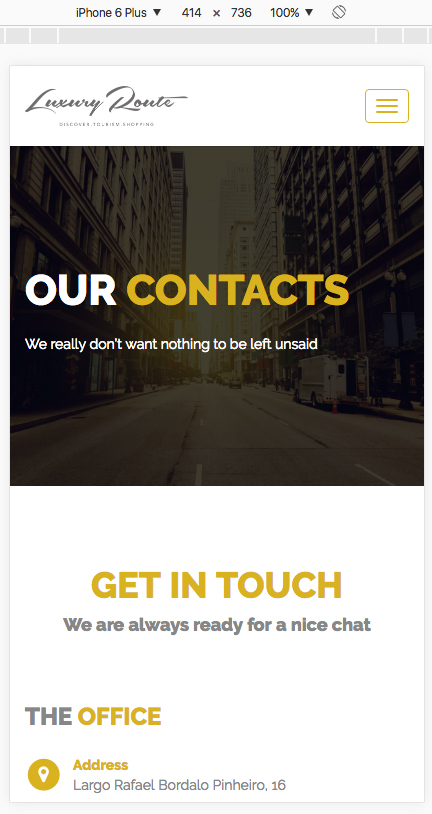 iPhone 6 Plus ▼ 414 × 736 100% ▼
Luxury Route
DISCOVER.TOURISM.SHOPPING
OUR CONTACTS
We really don't want nothing to be left unsaid
GET IN TOUCH
We are always ready for a nice chat
THE OFFICE
Address
Largo Rafael Bordalo Pinheiro, 16